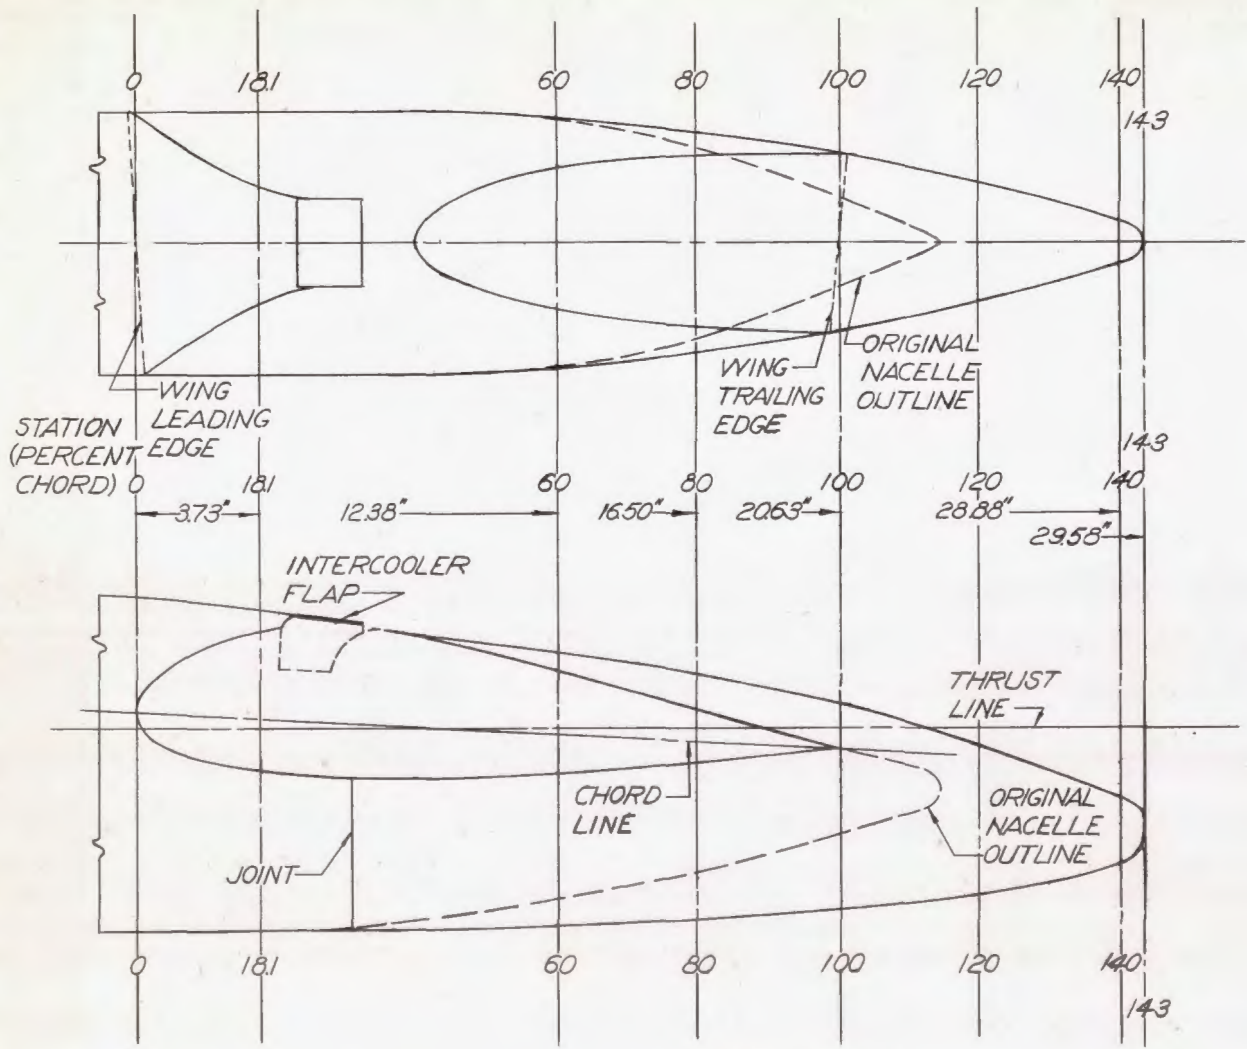 0 18.1 60 80 100 120 140
143
WING
LEADING
EDGE
WING
TRAILING
EDGE
ORIGINAL
NACELLE
OUTLINE
STATION
(PERCENT
CHORD)
143
0 18.1 60 80 100 120 140
3.73" 12.38" 16.50" 20.63" 28.88"
29.58"
INTERCOOLER
FLAP
THRUST
LINE
CHORD
LINE
ORIGINAL
NACELLE
OUTLINE
JOINT
0 18.1 60 80 100 120 140
143